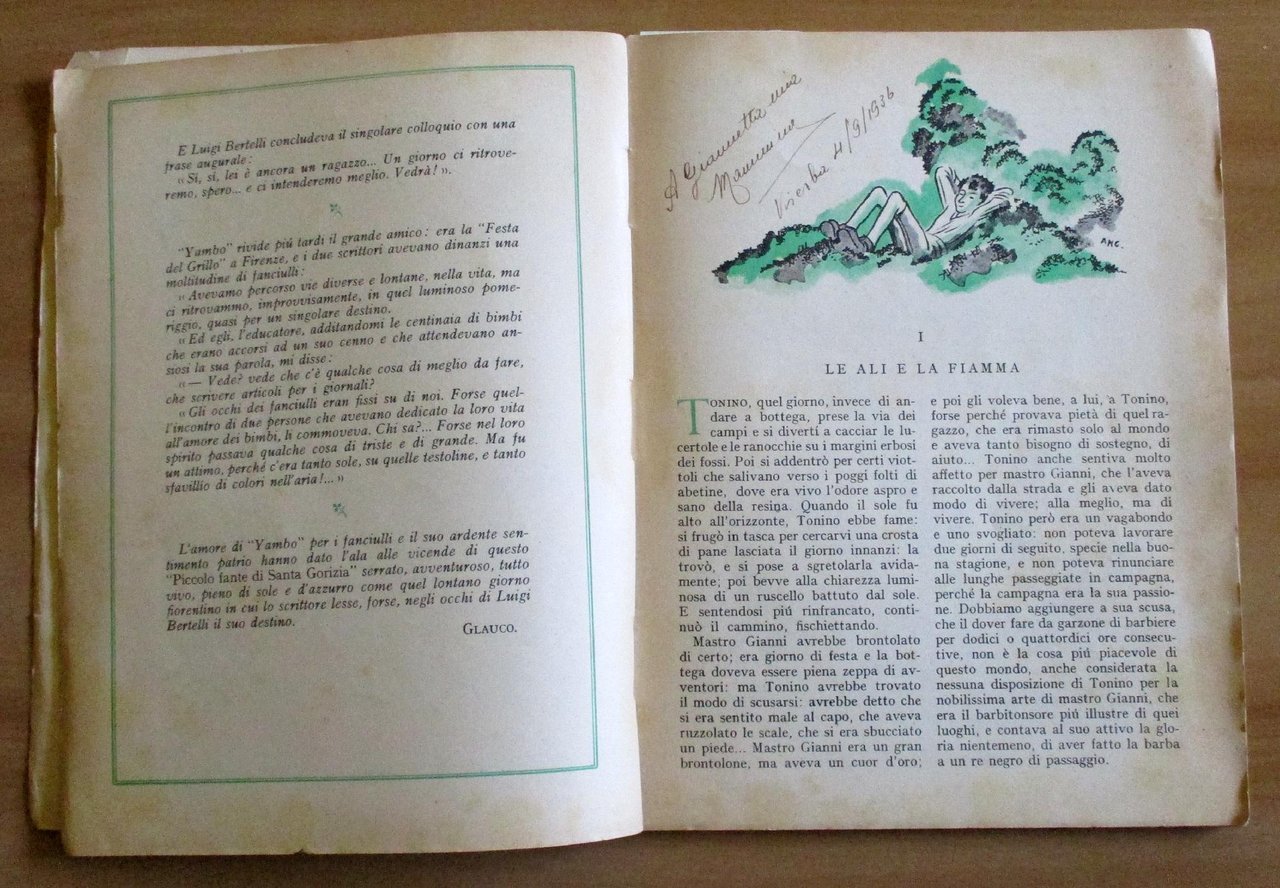 E Luigi Bertelli concludeva il singolare colloquio con una
frase augurale:
« Sì, sì, lei è ancora un ragazzo... Un giorno ci ritrove-
remo, spero... e ci intenderemo meglio. Vedrà! ».
"Yambo" rivide piú tardi il grande amico: era la "Festa
del Grillo" a Firenze, e i due scrittori avevano dinanzi una
moltitudine di fanciulli:
« Avevamo percorso vie diverse e lontane, nella vita, ma
ci ritrovammo, improvvisamente, in quel luminoso pome-
riggio, quasi per un singolare destino.
« Ed egli, l'educatore, additandomi le centinaia di bimbi
che erano accorsi ad un suo cenno e che attendevano an-
siosi la sua parola, mi disse:
« — Vede? vede che c'è qualche cosa di meglio da fare,
che scrivere articoli per i giornali?
« Gli occhi dei fanciulli eran fissi su di noi. Forse quel-
l'incontro di due persone che avevano dedicato la loro vita
all'amore dei bimbi, li commoveva. Chi sa?... Forse nel loro
spirito passava qualche cosa di triste e di grande. Ma fu
un attimo, perché c'era tanto sole, su quelle testoline, e tanto
sfavillio di colori nell'aria!... »
L'amore di "Yambo" per i fanciulli e il suo ardente sen-
timento patrio hanno dato l'ala alle vicende di questo
"Piccolo fante di Santa Gorizia" serrato, avventuroso, tutto
vivo, pieno di sole e d'azzurro come quel lontano giorno
fiorentino in cui lo scrittore lesse, forse, negli occhi di Luigi
Bertelli il suo destino.
GLAUCO.
A Giannetta mia
Mammina
Viserba 4/9/1936
I
LE ALI E LA FIAMMA
TONINO, quel giorno, invece di an-
dare a bottega, prese la via dei
campi e si divertí a cacciar le lu-
certole e le ranocchie su i margini erbosi
dei fossi. Poi si addentrò per certi viot-
toli che salivano verso i poggi folti di
abetine, dove era vivo l'odore aspro e
sano della resina. Quando il sole fu
alto all'orizzonte, Tonino ebbe fame:
si frugò in tasca per cercarvi una crosta
di pane lasciata il giorno innanzi: la
trovò, e si pose a sgretolarla avida-
mente; poi bevve alla chiarezza lumi-
nosa di un ruscello battuto dal sole.
E sentendosi piú rinfrancato, conti-
nuò il cammino, fischiettando.
Mastro Gianni avrebbe brontolato
di certo; era giorno di festa e la bot-
tega doveva essere piena zeppa di av-
ventori: ma Tonino avrebbe trovato
il modo di scusarsi: avrebbe detto che
si era sentito male al capo, che aveva
ruzzolato le scale, che si era sbucciato
un piede... Mastro Gianni era un gran
brontolone, ma aveva un cuor d'oro;
e poi gli voleva bene, a lui, a Tonino,
forse perché provava pietà di quel ra-
gazzo, che era rimasto solo al mondo
e aveva tanto bisogno di sostegno, di
aiuto... Tonino anche sentiva molto
affetto per mastro Gianni, che l'aveva
raccolto dalla strada e gli aveva dato
modo di vivere; alla meglio, ma di
vivere. Tonino però era un vagabondo
e uno svogliato: non poteva lavorare
due giorni di seguito, specie nella buo-
na stagione, e non poteva rinunciare
alle lunghe passeggiate in campagna,
perché la campagna era la sua passio-
ne. Dobbiamo aggiungere a sua scusa,
che il dover fare da garzone di barbiere
per dodici o quattordici ore consecu-
tive, non è la cosa piú piacevole di
questo mondo, anche considerata la
nessuna disposizione di Tonino per la
nobilissima arte di mastro Gianni, che
era il barbitonsore piú illustre di quei
luoghi, e contava al suo attivo la glo-
ria nientemeno, di aver fatto la barba
a un re negro di passaggio.